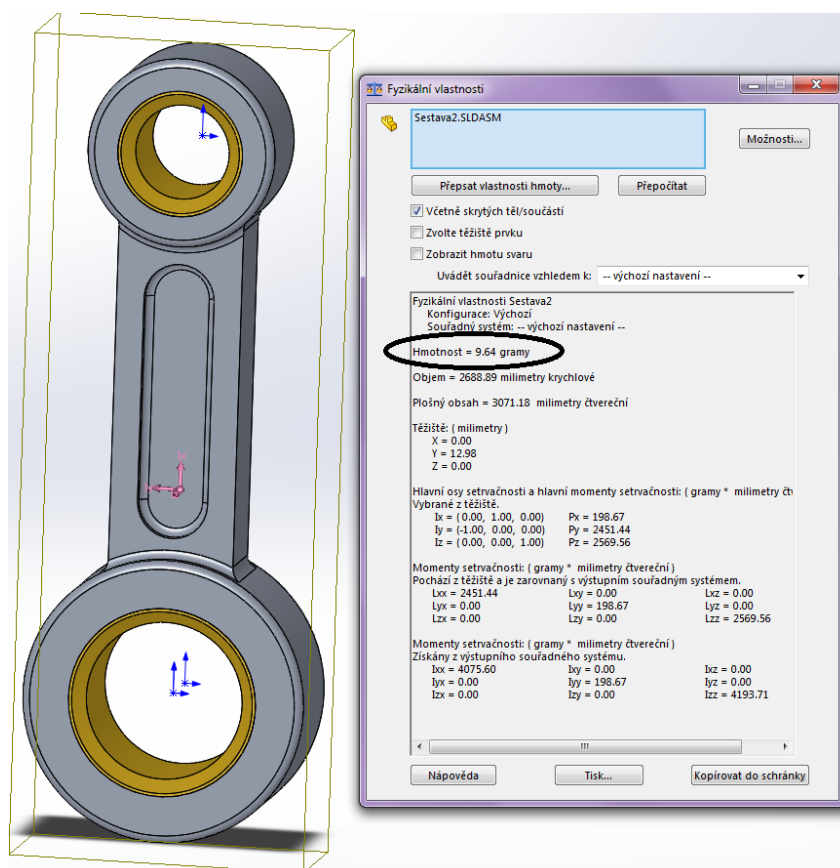 Fyzikální vlastnosti
Sestava2.SLDASM
Možnosti...
Přepsat vlastnosti hmoty...
Přepočítat
Včetně skrytých těl/součástí
Zvolte těžiště prvku
Zobrazit hmotu svaru
Uvádět souřadnice vzhledem k: -- výchozí nastavení --
Fyzikální vlastnosti Sestava2
Konfigurace: Výchozí
Souřadný systém: -- výchozí nastavení --
Hmotnost = 9.64 gramy
Objem = 2688.89 milimetry krychlové
Plošný obsah = 3071.18 milimetry čtvereční
Těžiště: ( milimetry )
X = 0.00
Y = 12.98
Z = 0.00
Hlavní osy setrvačnosti a hlavní momenty setrvačnosti: ( gramy * milimetry čtv
Vybrané z těžiště.
Ix = ( 0.00, 1.00, 0.00) Px = 198.67
Iy = (-1.00, 0.00, 0.00) Py = 2451.44
Iz = ( 0.00, 0.00, 1.00) Pz = 2569.56
Momenty setrvačnosti: ( gramy * milimetry čtvereční )
Pochází z těžiště a je zarovnaný s výstupním souřadným systémem.
Lxx = 2451.44 Lxy = 0.00 Lxz = 0.00
Lyx = 0.00 Lyy = 198.67 Lyz = 0.00
Lzx = 0.00 Lzy = 0.00 Lzz = 2569.56
Momenty setrvačnosti: ( gramy * milimetry čtvereční )
Získány z výstupního souřadného systému.
Ixx = 4075.60 Ixy = 0.00 Ixz = 0.00
Iyx = 0.00 Iyy = 198.67 Iyz = 0.00
Izx = 0.00 Izy = 0.00 Izz = 4193.71
Nápověda
Tisk...
Kopírovat do schránky